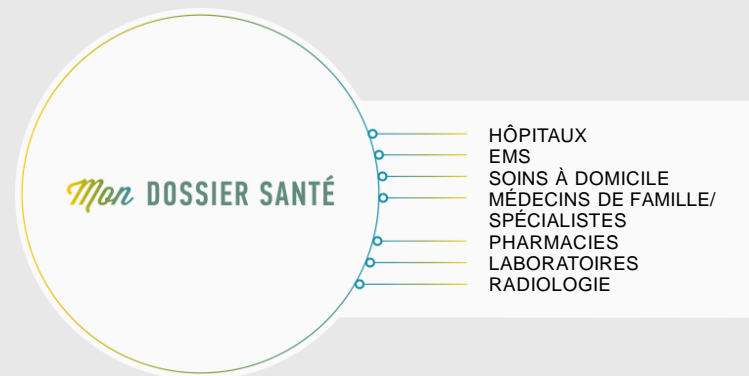 Mon DOSSIER SANTÉ
HÔPITAUX
EMS
SOINS À DOMICILE
MÉDECINS DE FAMILLE/
SPÉCIALISTES
PHARMACIES
LABORATOIRES
RADIOLOGIE